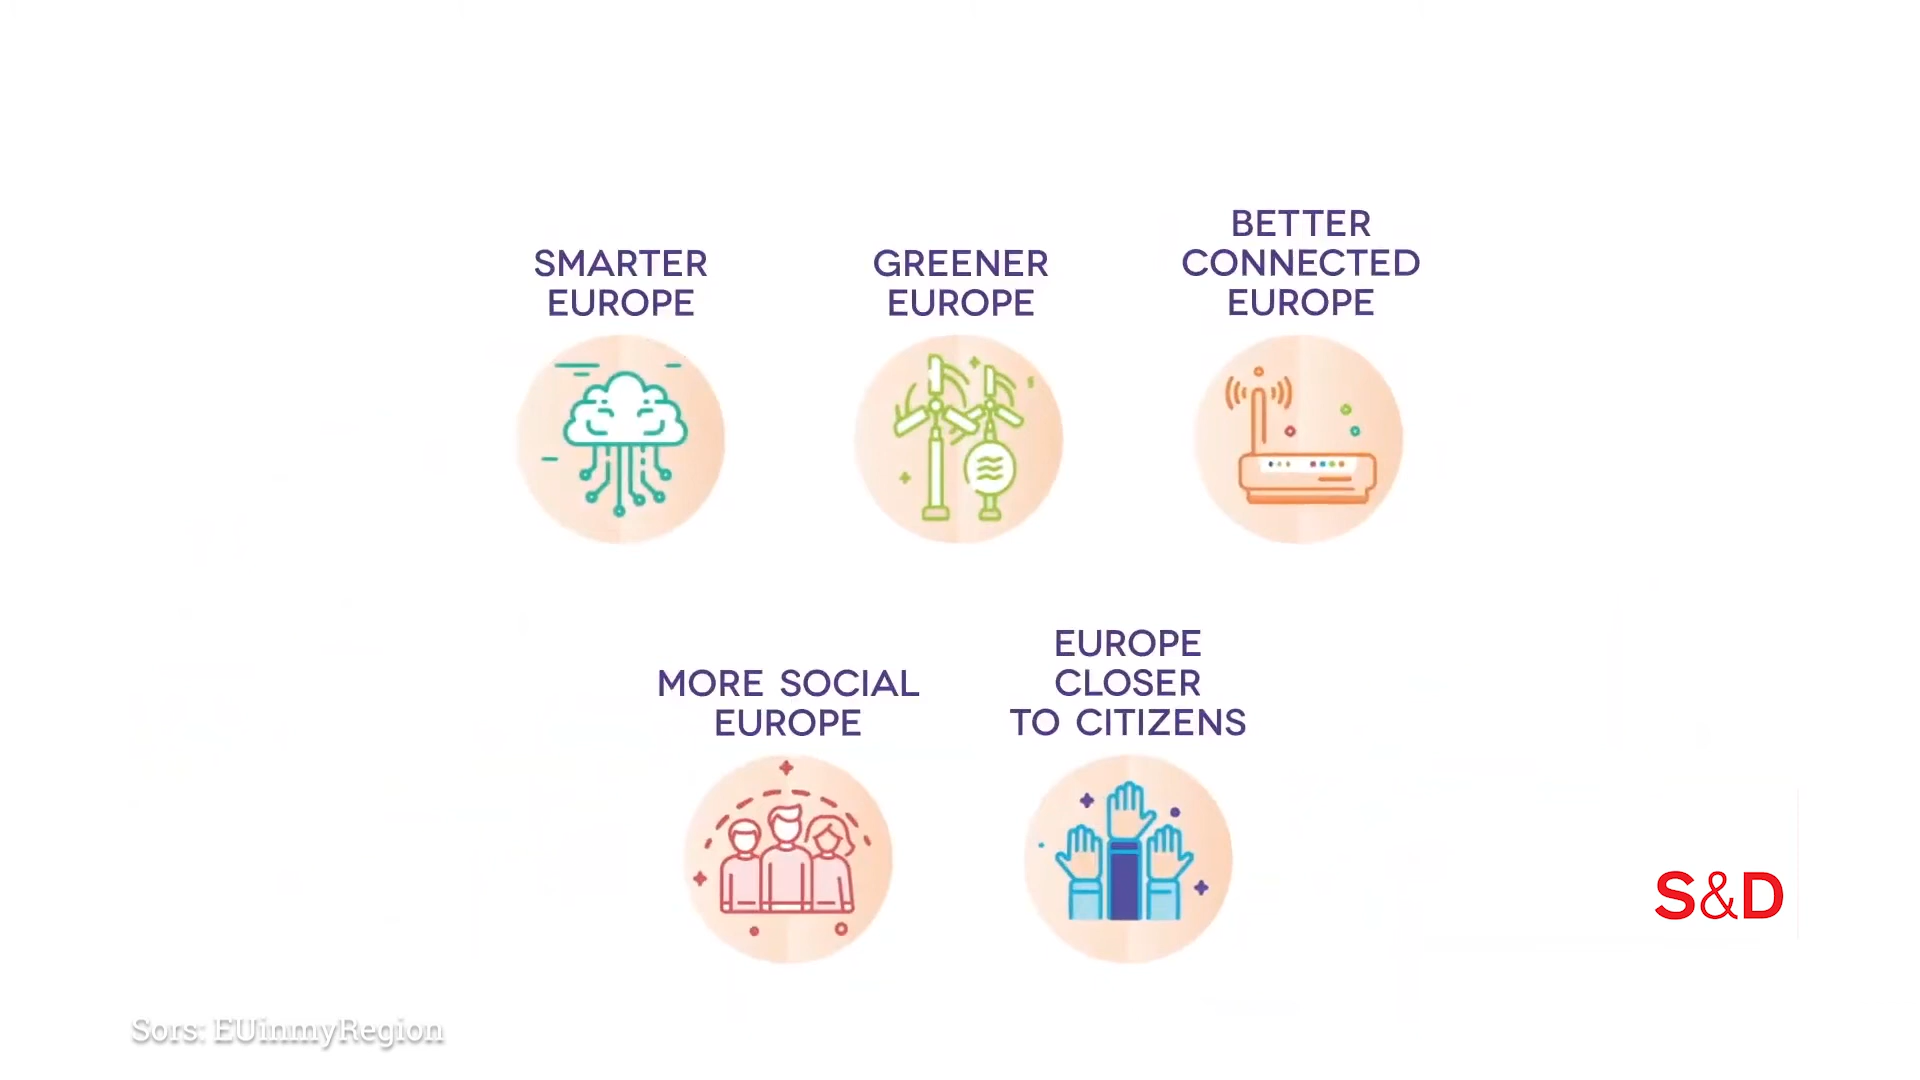 SMARTER
EUROPE
GREENER
EUROPE
BETTER
CONNECTED
EUROPE
MORE SOCIAL
EUROPE
EUROPE
CLOSER
TO CITIZENS
S&D
Sors: EUinmyRegion